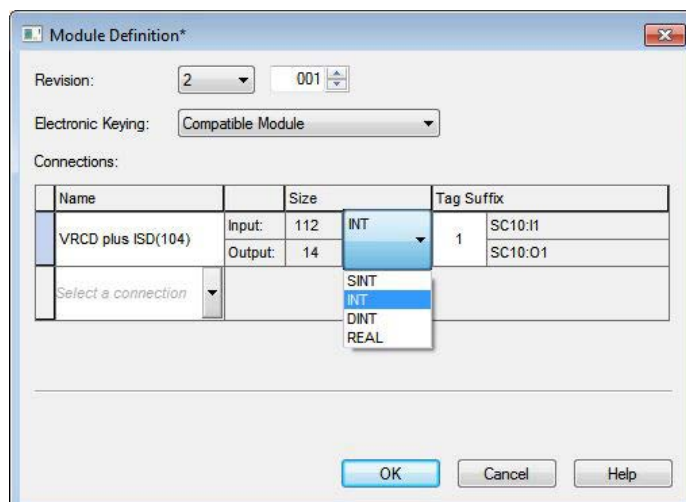 Module Definition*
Revision: 2 001
Electronic Keying: Compatible Module
Connections:
Name Size Tag Suffix
VRCD plus ISD(104) Input: 112 INT 1 SC10:I1
Output: 14 SC10:O1
Select a connection
SINT
INT
DINT
REAL
OK Cancel Help